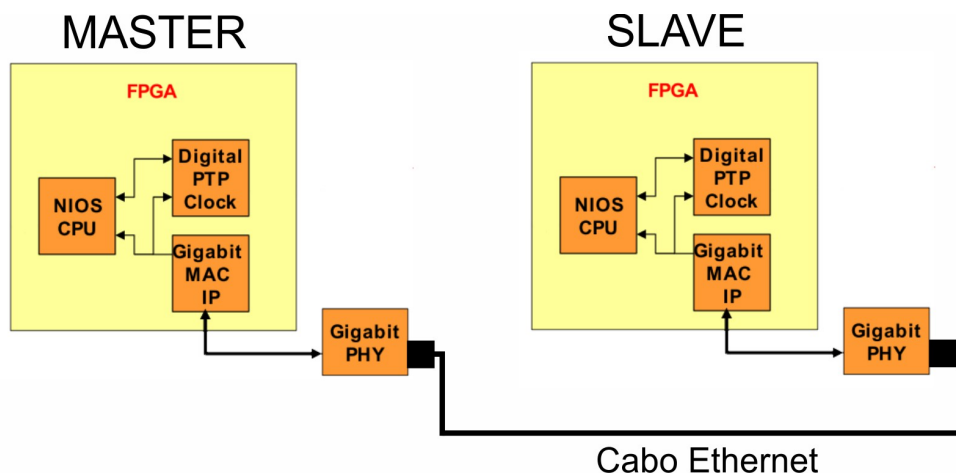 MASTER
SLAVE
FPGA
Digital
PTP
Clock
NIOS
CPU
Gigabit
MAC
IP
Gigabit
PHY
FPGA
Digital
PTP
Clock
NIOS
CPU
Gigabit
MAC
IP
Gigabit
PHY
Cabo Ethernet